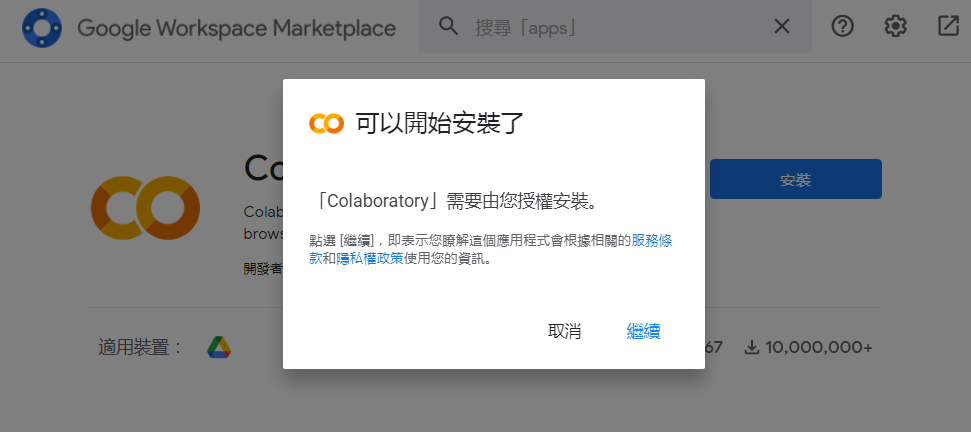 Google Workspace Marketplace
搜尋「apps」
可以開始安裝了
Co
安裝
「Colaboratory」需要由您授權安裝。
Colab
brows
點選 [繼續]，即表示您瞭解這個應用程式會根據相關的服務條
款和隱私權政策使用您的資訊。
開發者
取消
繼續
適用裝置：
67
10,000,000+